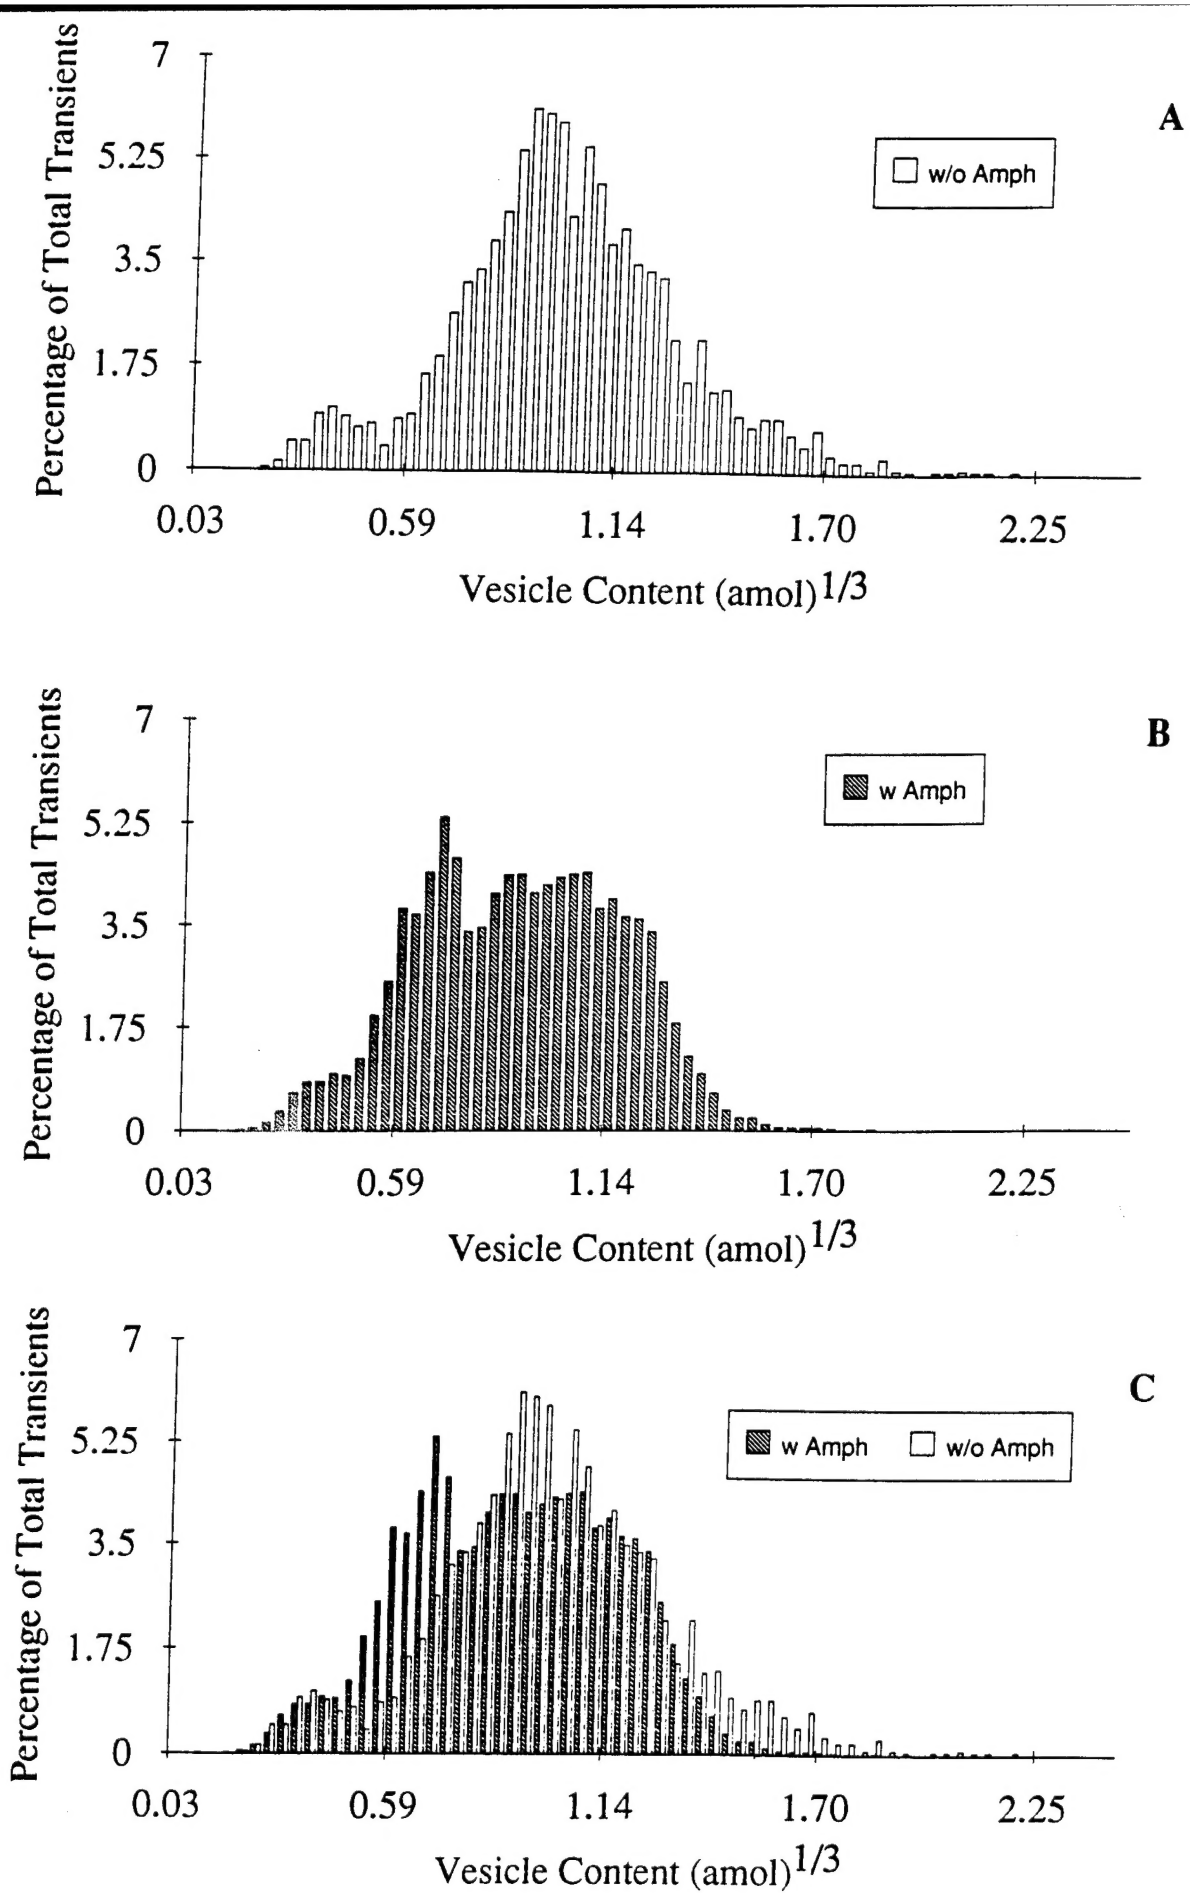 A
Percentage of Total Transients
7
5.25
3.5
1.75
0
w/o Amph
0.03 0.59 1.14 1.70 2.25
Vesicle Content (amol)1/3
B
Percentage of Total Transients
7
5.25
3.5
1.75
0
w Amph
0.03 0.59 1.14 1.70 2.25
Vesicle Content (amol)1/3
C
Percentage of Total Transients
7
5.25
3.5
1.75
0
w Amph w/o Amph
0.03 0.59 1.14 1.70 2.25
Vesicle Content (amol)1/3